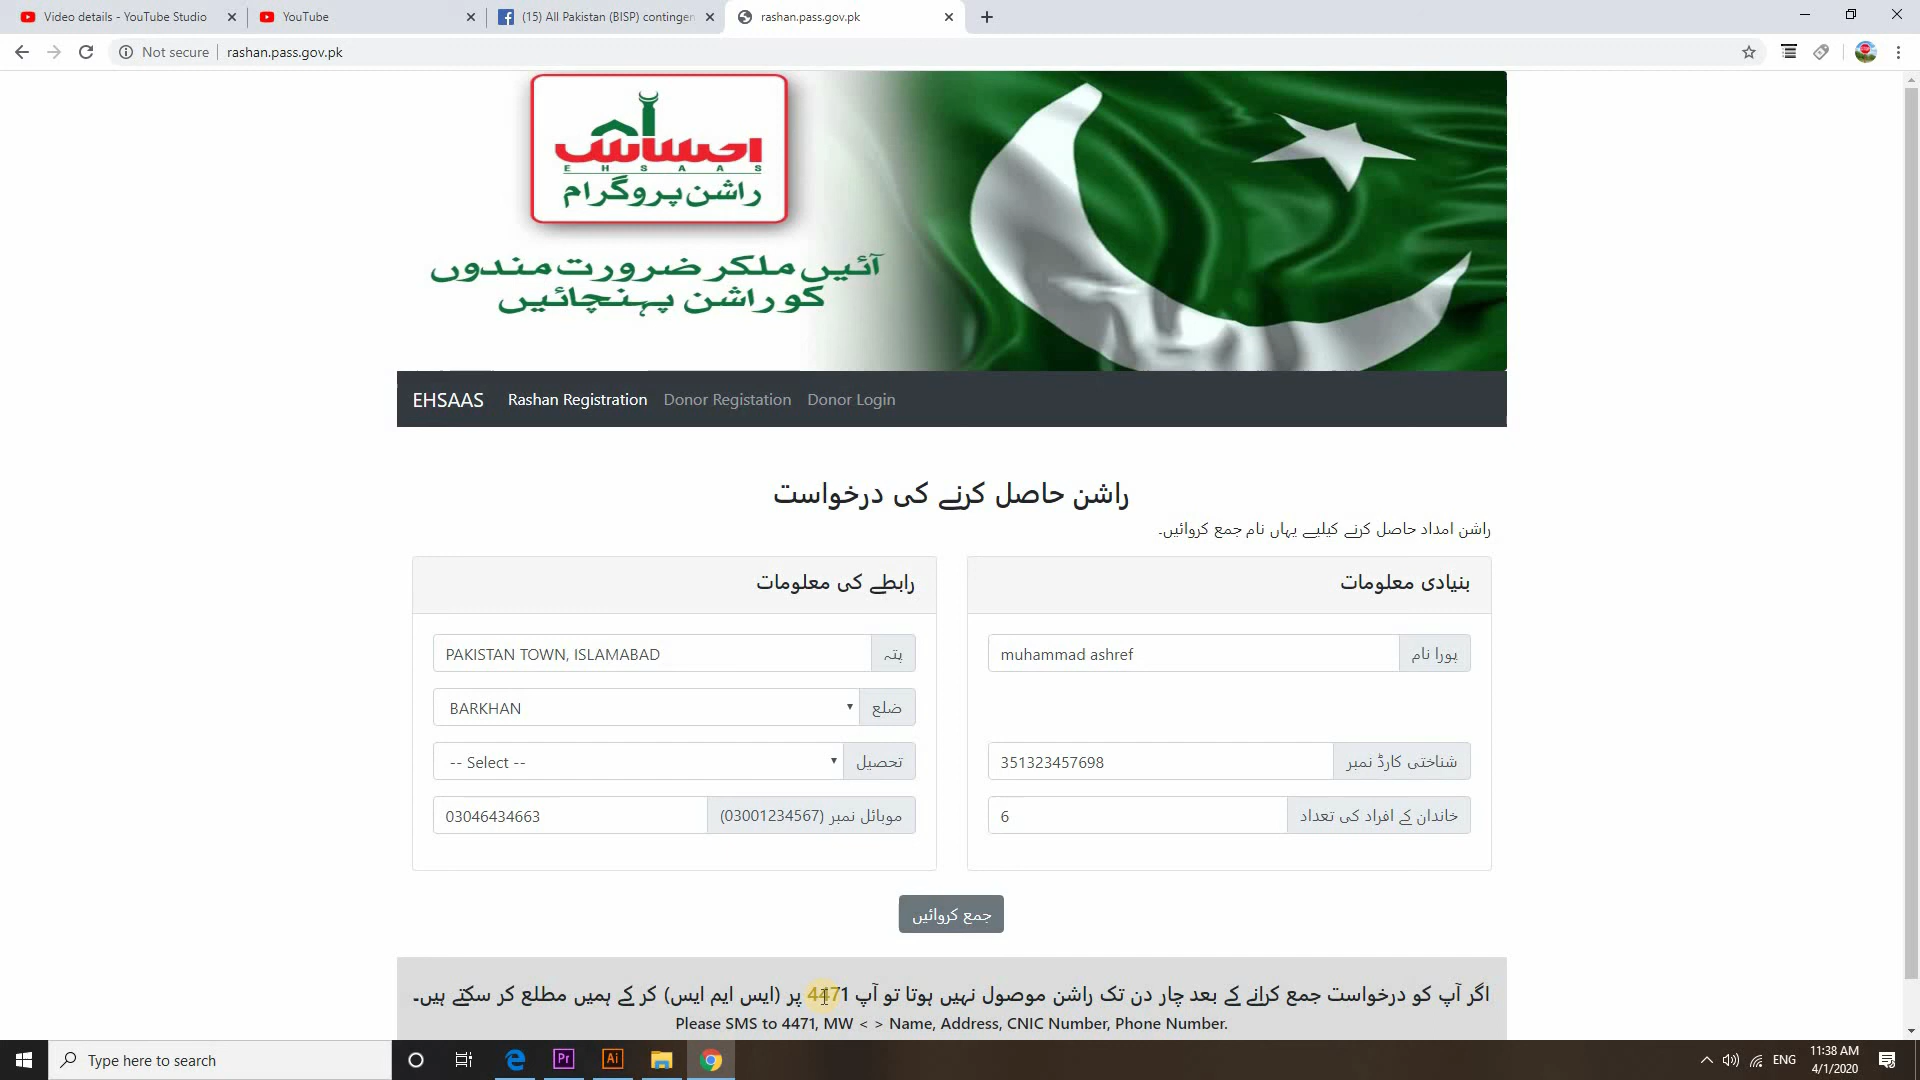 Video details - YouTube Studio
YouTube
(15) All Pakistan (BISP) continger
rashan.pass.gov.pk
Not secure
rashan.pass.gov.pk
احساس
EHSAAS
راشن پروگرام
آئیں ملکر ضرورت مندوں
کو راشن پہنچائیں
EHSAAS
Rashan Registration
Donor Registation
Donor Login
راشن حاصل کرنے کی درخواست
راشن امداد حاصل کرنے کیلیے یہاں نام جمع کروائیں۔
بنیادی معلومات
پورا نام
muhammad ashref
شناختی کارڈ نمبر
351323457698
خاندان کے افراد کی تعداد
6
رابطے کی معلومات
پتہ
PAKISTAN TOWN, ISLAMABAD
ضلع
BARKHAN
تحصیل
-- Select --
موبائل نمبر (03001234567)
03046434663
جمع کروائیں
اگر آپ کو درخواست جمع کرانے کے بعد چار دن تک راشن موصول نہیں ہوتا تو آپ 4471 پر (ایس ایم ایس) کر کے ہمیں مطلع کر سکتے ہیں۔
Please SMS to 4471, MW < > Name, Address, CNIC Number, Phone Number.
Type here to search
Pr
Ai
ENG
11:38 AM
4/1/2020